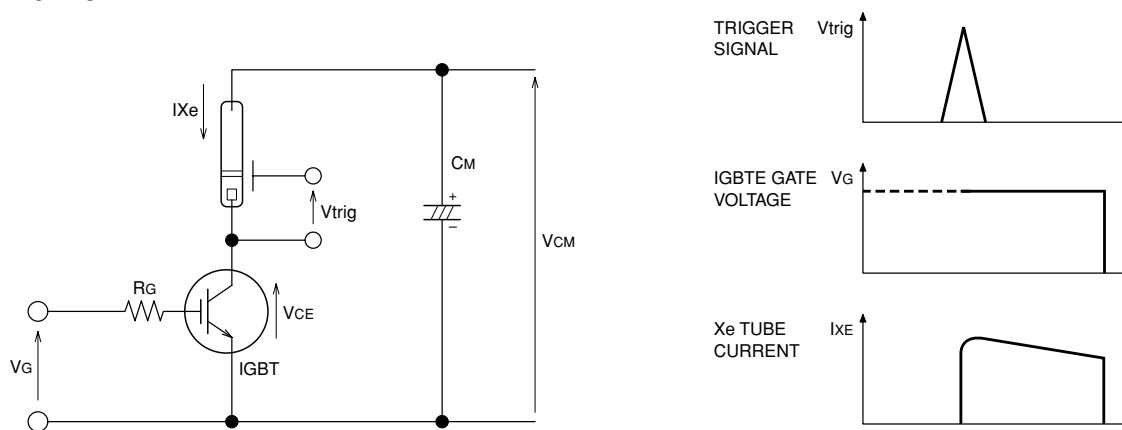 IXe
CM
+
–
Vtrig
VCM
RG
VCE
VG
IGBT
TRIGGER
SIGNAL
Vtrig
IGBTE GATE
VOLTAGE
VG
Xe TUBE
CURRENT
IXE